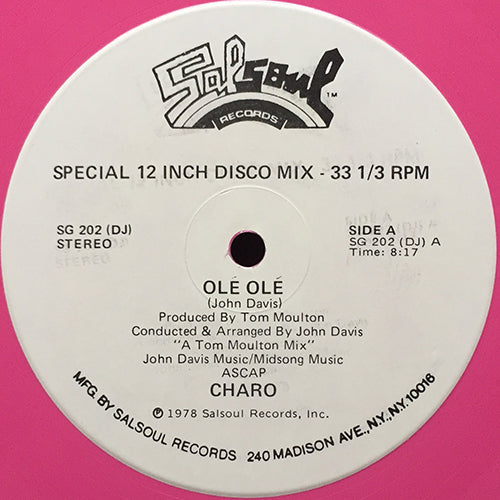 Salsoul TM
RECORDS
SPECIAL 12 INCH DISCO MIX - 33 1/3 RPM
SG 202 (DJ)
STEREO
SIDE A
SG 202 (DJ) A
Time: 8:17
OLÉ OLÉ
(John Davis)
Produced By Tom Moulton
Conducted & Arranged By John Davis
"A Tom Moulton Mix"
John Davis Music/Midsong Music
ASCAP
CHARO
℗ 1978 Salsoul Records, Inc.
MFG. BY SALSOUL RECORDS 240 MADISON AVE., N.Y. N.Y. 10016